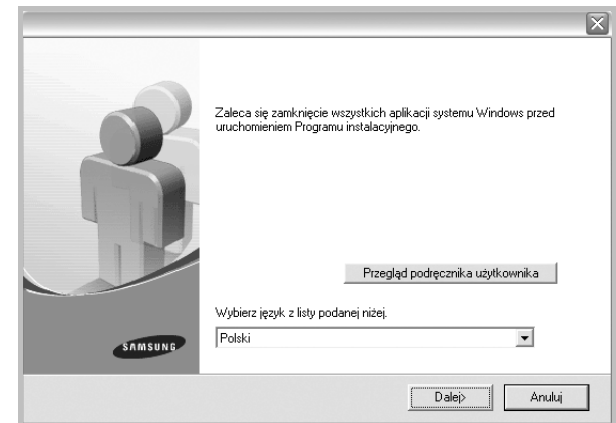 Zaleca się zamknięcie wszystkich aplikacji systemu Windows przed
uruchomieniem Programu instalacyjnego.
Przegląd podręcznika użytkownika
Wybierz język z listy podanej niżej.
Polski
SAMSUNG
Dalej>
Anuluj